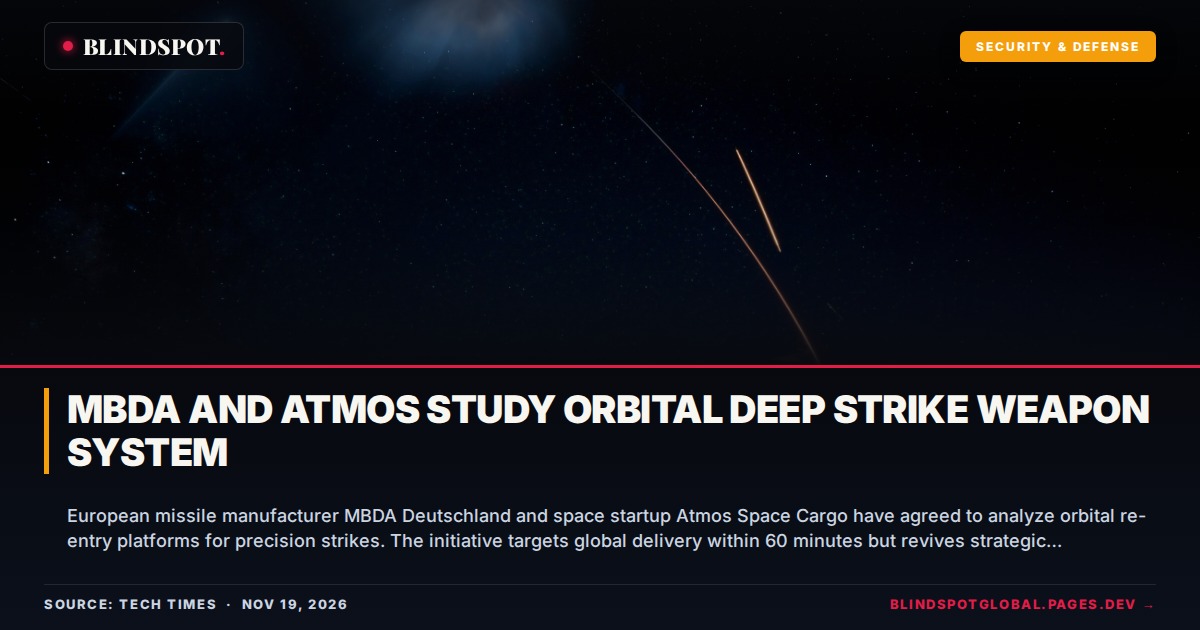 BLINDSPOT.
SECURITY & DEFENSE
MBDA AND ATMOS STUDY ORBITAL DEEP STRIKE WEAPON
SYSTEM
European missile manufacturer MBDA Deutschland and space startup Atmos Space Cargo have agreed to analyze orbital re-
entry platforms for precision strikes. The initiative targets global delivery within 60 minutes but revives strategic...
SOURCE: TECH TIMES · NOV 19, 2026
BLINDSPOTGLOBAL.PAGES.DEV →